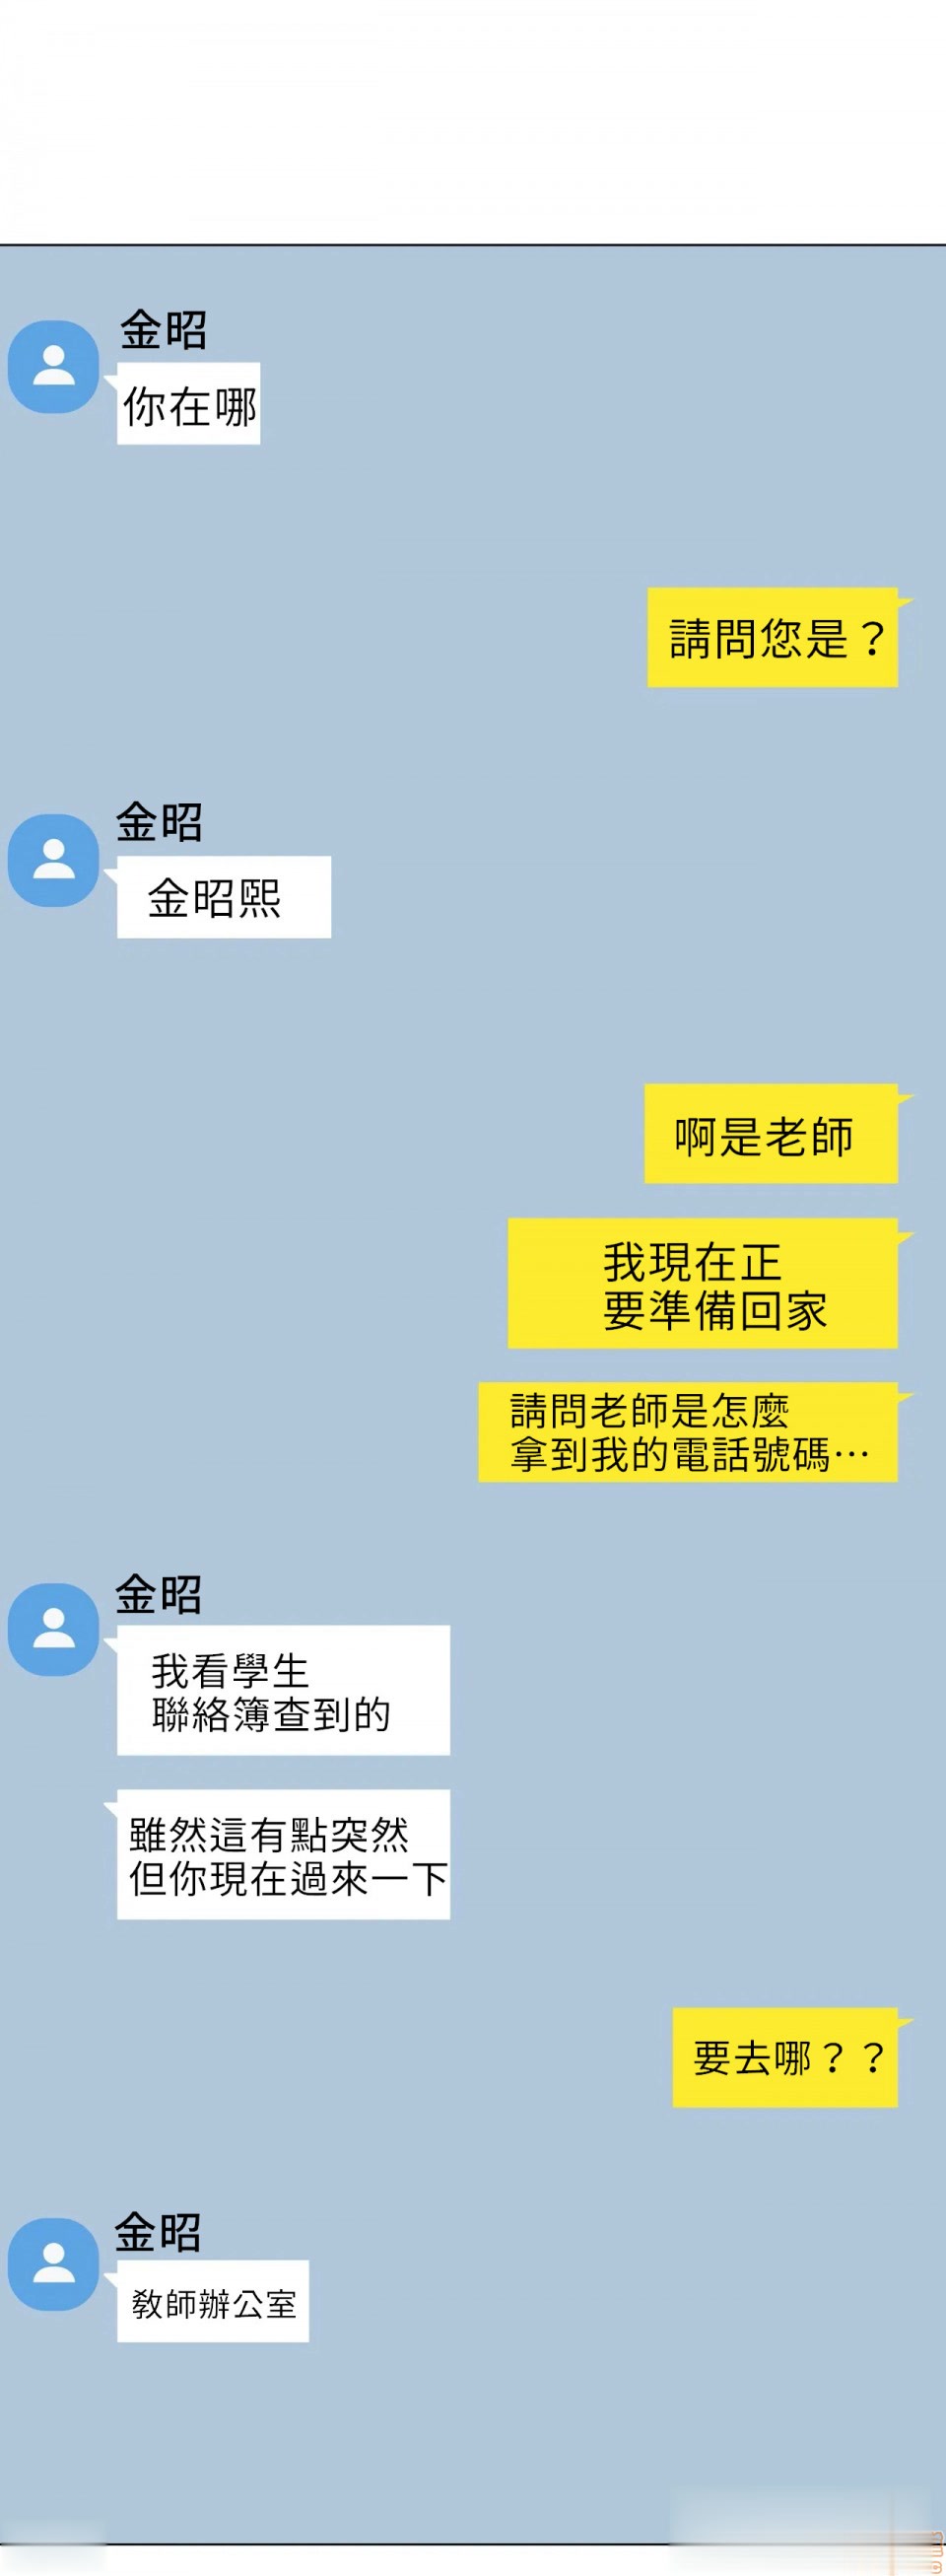 金昭
你在哪
請問您是？
金昭
金昭熙
啊是老師
我現在正
要準備回家
請問老師是怎麼
拿到我的電話號碼…
金昭
我看學生
聯絡簿查到的
雖然這有點突然
但你現在過來一下
要去哪？？
金昭
教師辦公室